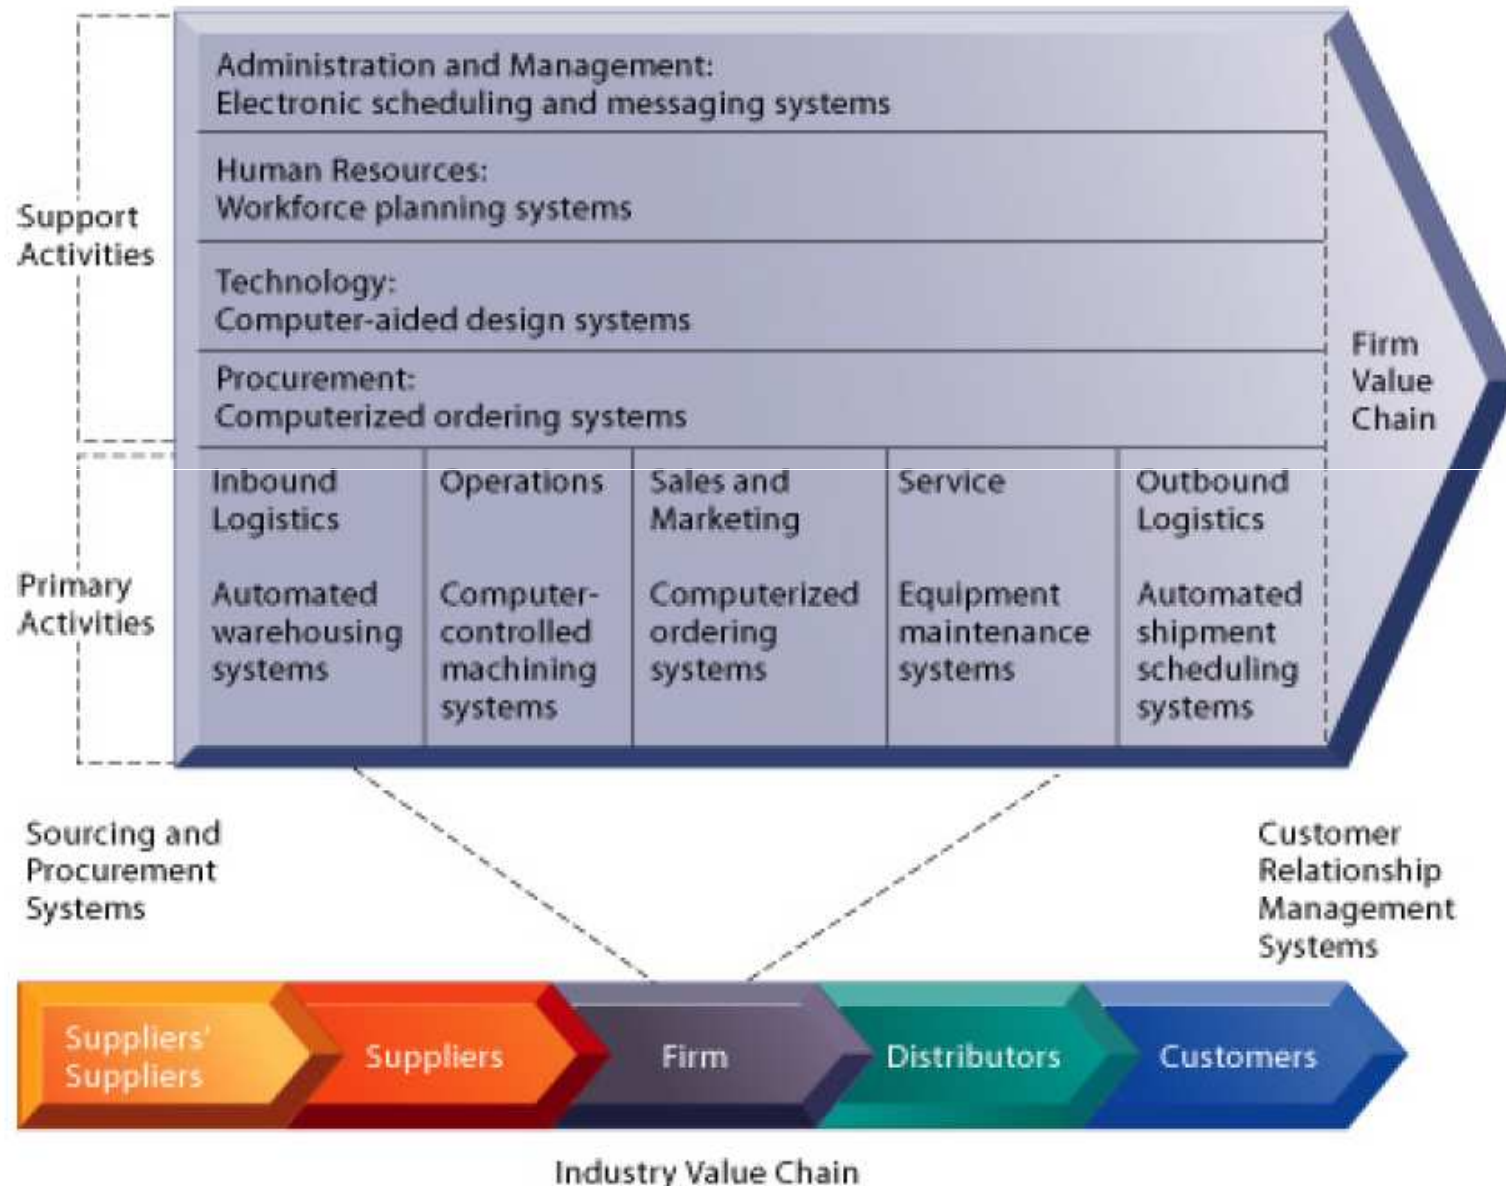 Administration and Management:
Electronic scheduling and messaging systems
Human Resources:
Workforce planning systems
Support
Activities
Technology:
Computer-aided design systems
Firm
Value
Chain
Procurement:
Computerized ordering systems
Primary
Activities
Inbound
Logistics
Automated
warehousing
systems
Operations
Computer-
controlled
machining
systems
Sales and
Marketing
Computerized
ordering
systems
Service
Equipment
maintenance
systems
Outbound
Logistics
Automated
shipment
scheduling
systems
Sourcing and
Procurement
Systems
Customer
Relationship
Management
Systems
Suppliers'
Suppliers
Suppliers
Firm
Distributors
Customers
Industry Value Chain